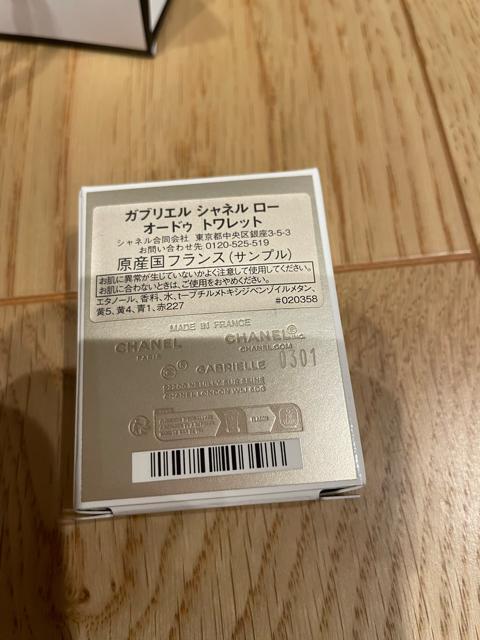 ガブリエル シャネル ロー
オードゥ トワレット
シャネル合同会社 東京都中央区銀座3-5-3
お問い合わせ先 0120-525-519
原産国フランス(サンプル)
お肌に異常が生じていないかよく注意して使用してください。
お肌に合わないときは、ご使用をおやめください。
エタノール、香料、水、t-ブチルメトキシジベンゾイルメタン、
黄5、黄4、青1、赤227 #020358
MADE IN FRANCE
CHANEL CHANEL INC
PARIS CHANEL.COM
GABRIELLE 0301
92200 NEUILLY SUR SEINE
CHANEL LONDON